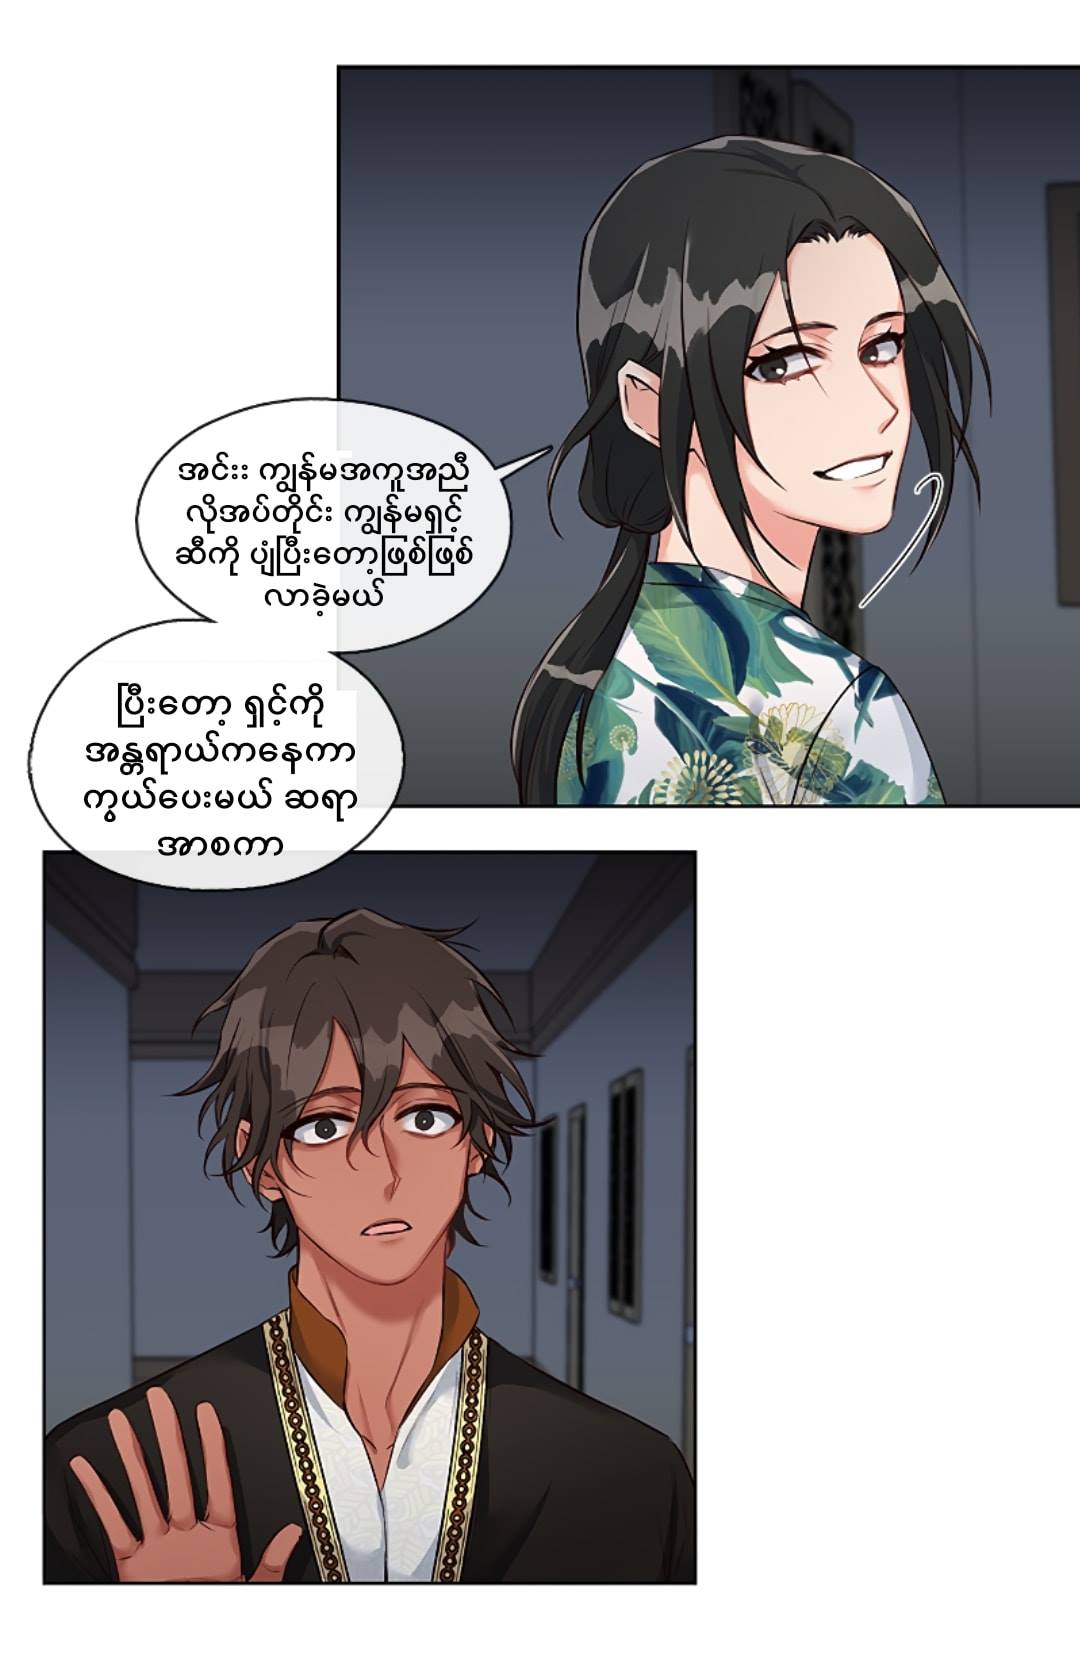 အင်းး ကျွန်မအကူအညီ
လိုအပ်တိုင်း ကျွန်မရှင့်
ဆီကို ပျံပြီးတော့ဖြစ်ဖြစ်
လာခဲ့မယ်
ပြီးတော့ ရှင့်ကို
အန္တရာယ်ကနေကာ
ကွယ်ပေးမယ် ဆရာ
အာစကာ